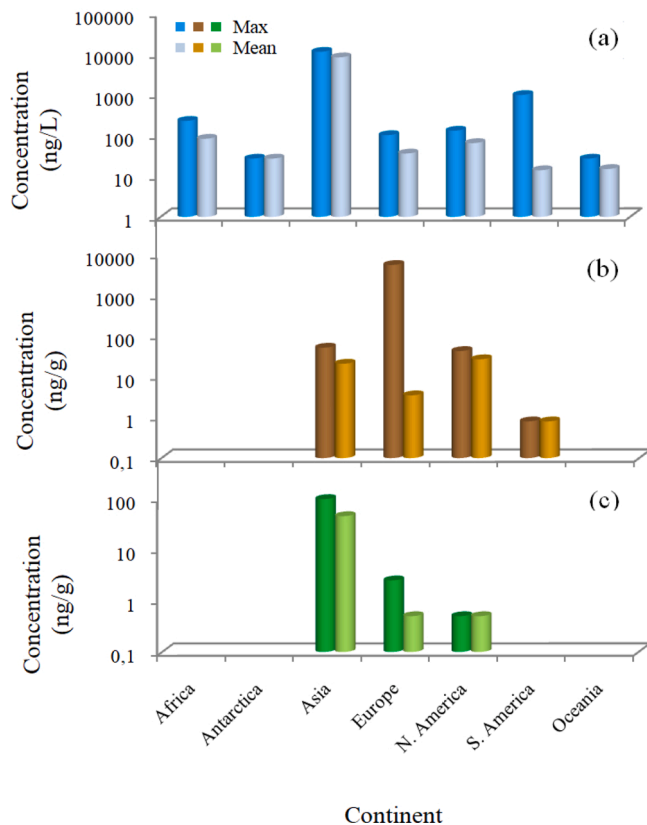 100000
Max
(a)
Mean
10000
1000
100
10
1
Concentration
(ng/L)
10000
(b)
1000
100
10
1
0,1
Concentration
(ng/g)
100
(c)
10
1
0,1
Concentration
(ng/g)
Africa
Antarctica
Asia
Europe
N. America
S. America
Oceania
Continent